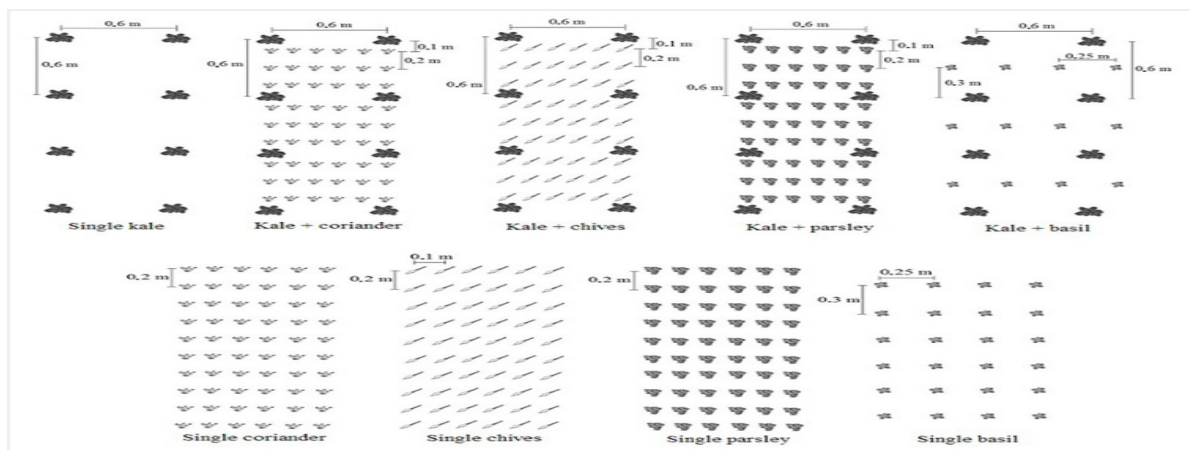 0.6 m
0.6 m
Single kale
0.6 m
0.1 m
0.2 m
0.6 m
Kale + coriander
0.6 m
0.1 m
0.2 m
0.6 m
Kale + chives
0.6 m
0.1 m
0.2 m
0.6 m
Kale + parsley
0.6 m
0.25 m
0.3 m
0.6 m
Kale + basil
0.2 m
Single coriander
0.1 m
0.2 m
Single chives
0.2 m
Single parsley
0.25 m
0.3 m
Single basil